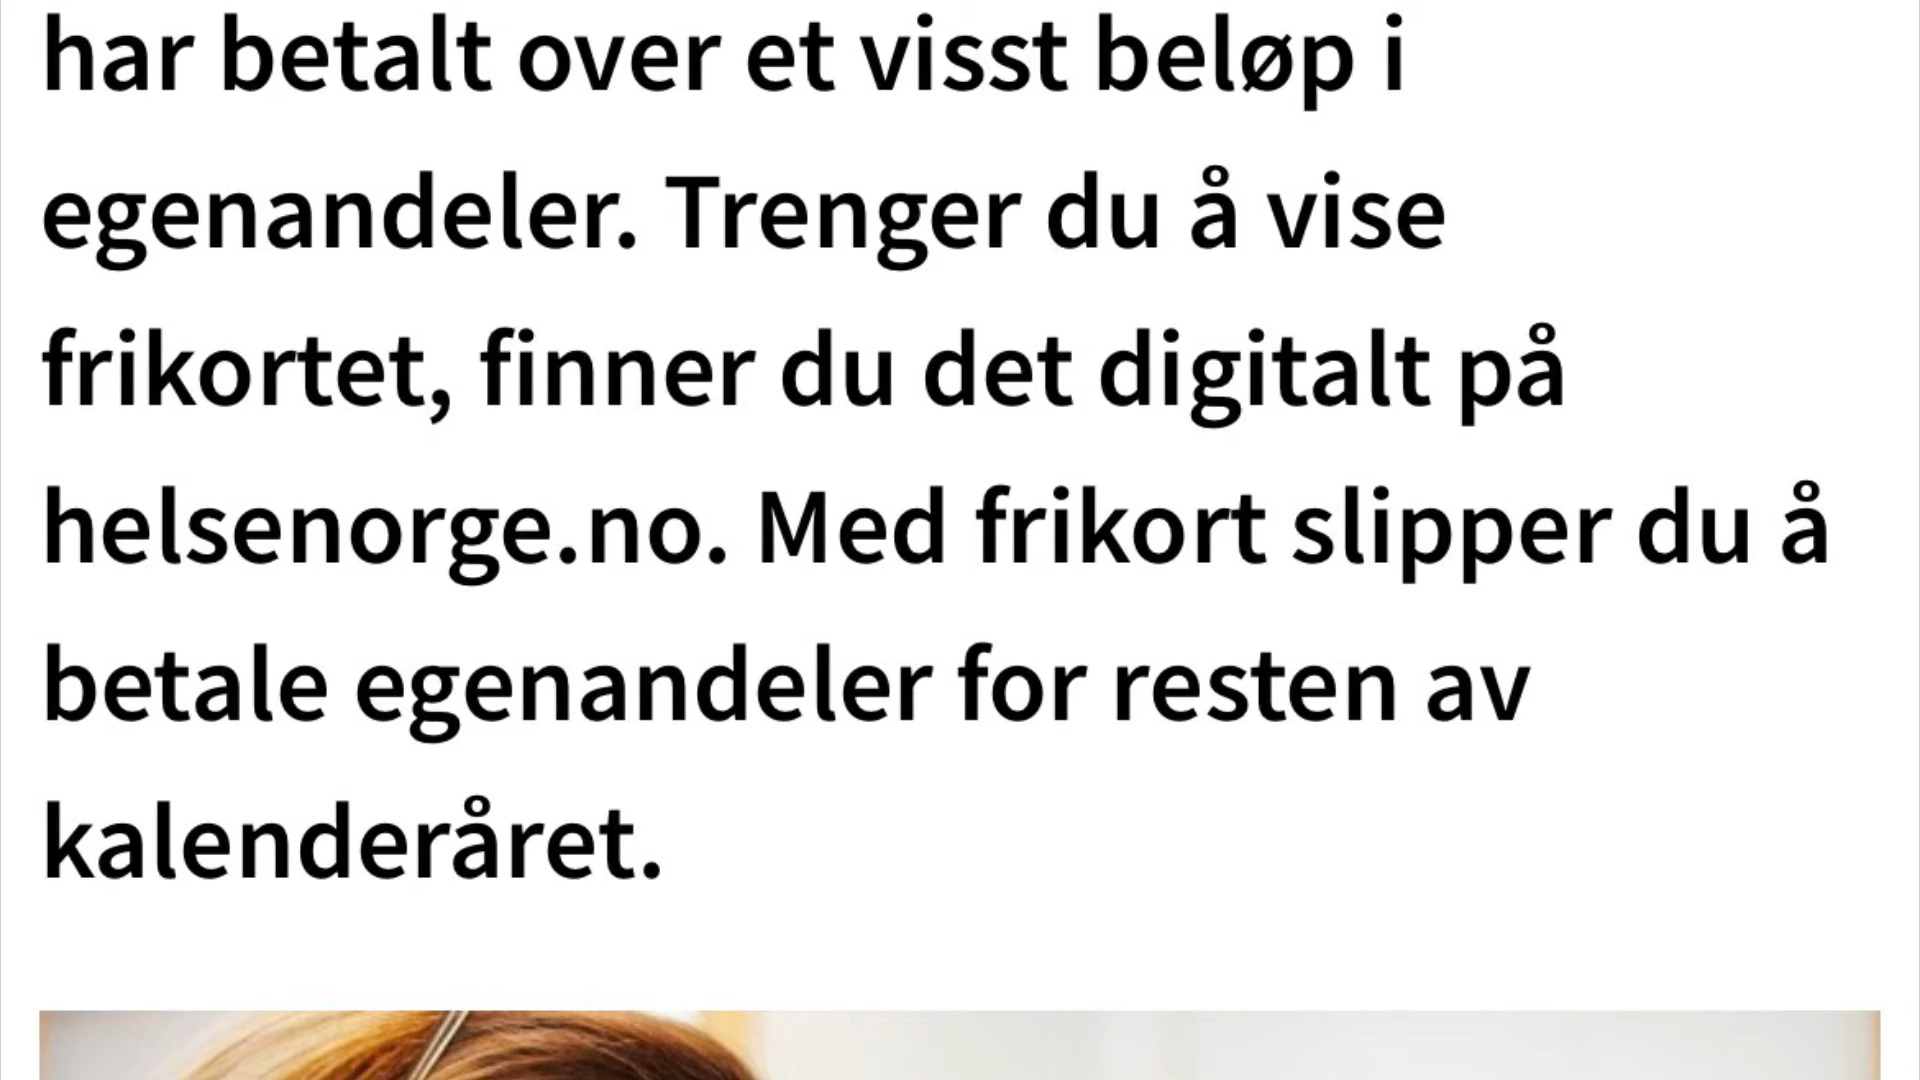 har betalt over et visst beløp i
egenandeler. Trenger du å vise
frikortet, finner du det digitalt på
helsenorge.no. Med frikort slipper du å
betale egenandeler for resten av
kalenderåret.